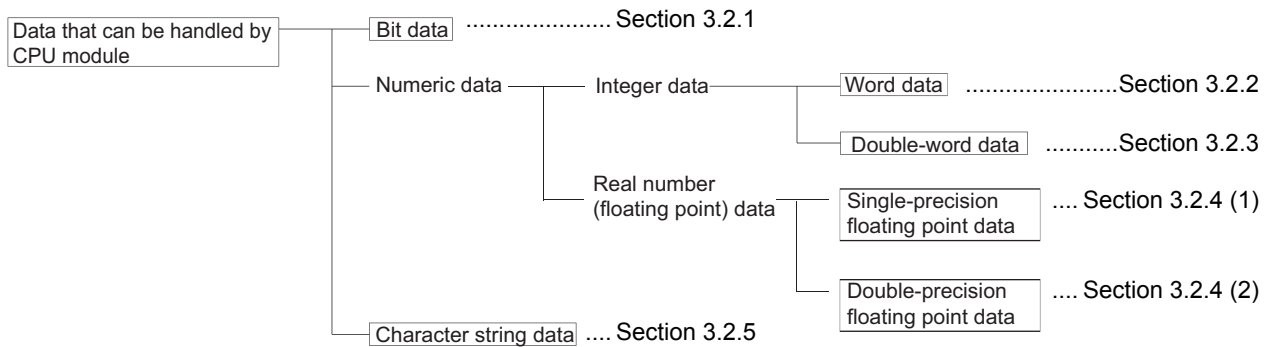 Data that can be handled by
CPU module
Bit data ...................... Section 3.2.1
Numeric data
Integer data
Word data .......................Section 3.2.2
Double-word data ...........Section 3.2.3
Real number
(floating point) data
Single-precision
floating point data
.... Section 3.2.4 (1)
Double-precision
floating point data
.... Section 3.2.4 (2)
Character string data .... Section 3.2.5